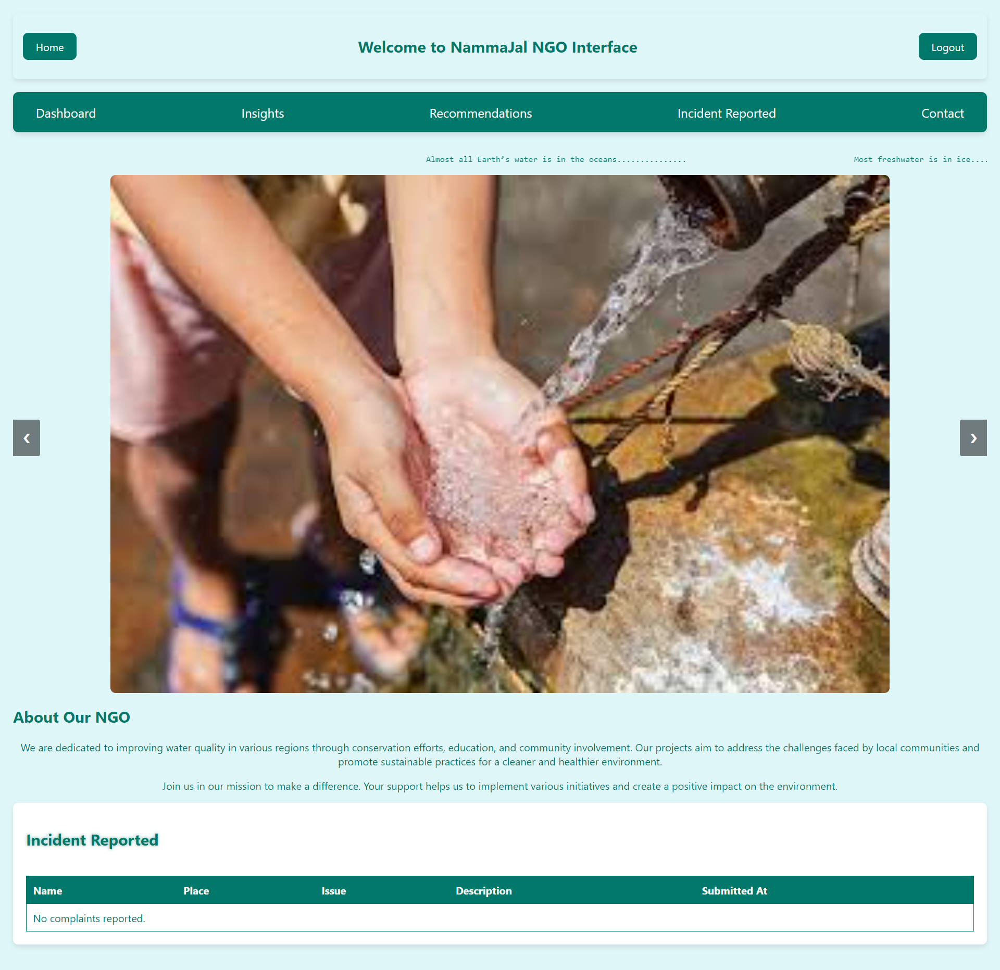 Home
Welcome to NammaJal NGO Interface
Logout
Dashboard
Insights
Recommendations
Incident Reported
Contact
Almost all Earth’s water is in the oceans...............
Most freshwater is in ice....
❮
❯
About Our NGO
We are dedicated to improving water quality in various regions through conservation efforts, education, and community involvement. Our projects aim to address the challenges faced by local communities and
promote sustainable practices for a cleaner and healthier environment.
Join us in our mission to make a difference. Your support helps us to implement various initiatives and create a positive impact on the environment.
Incident Reported
Name Place Issue Description Submitted At
No complaints reported.